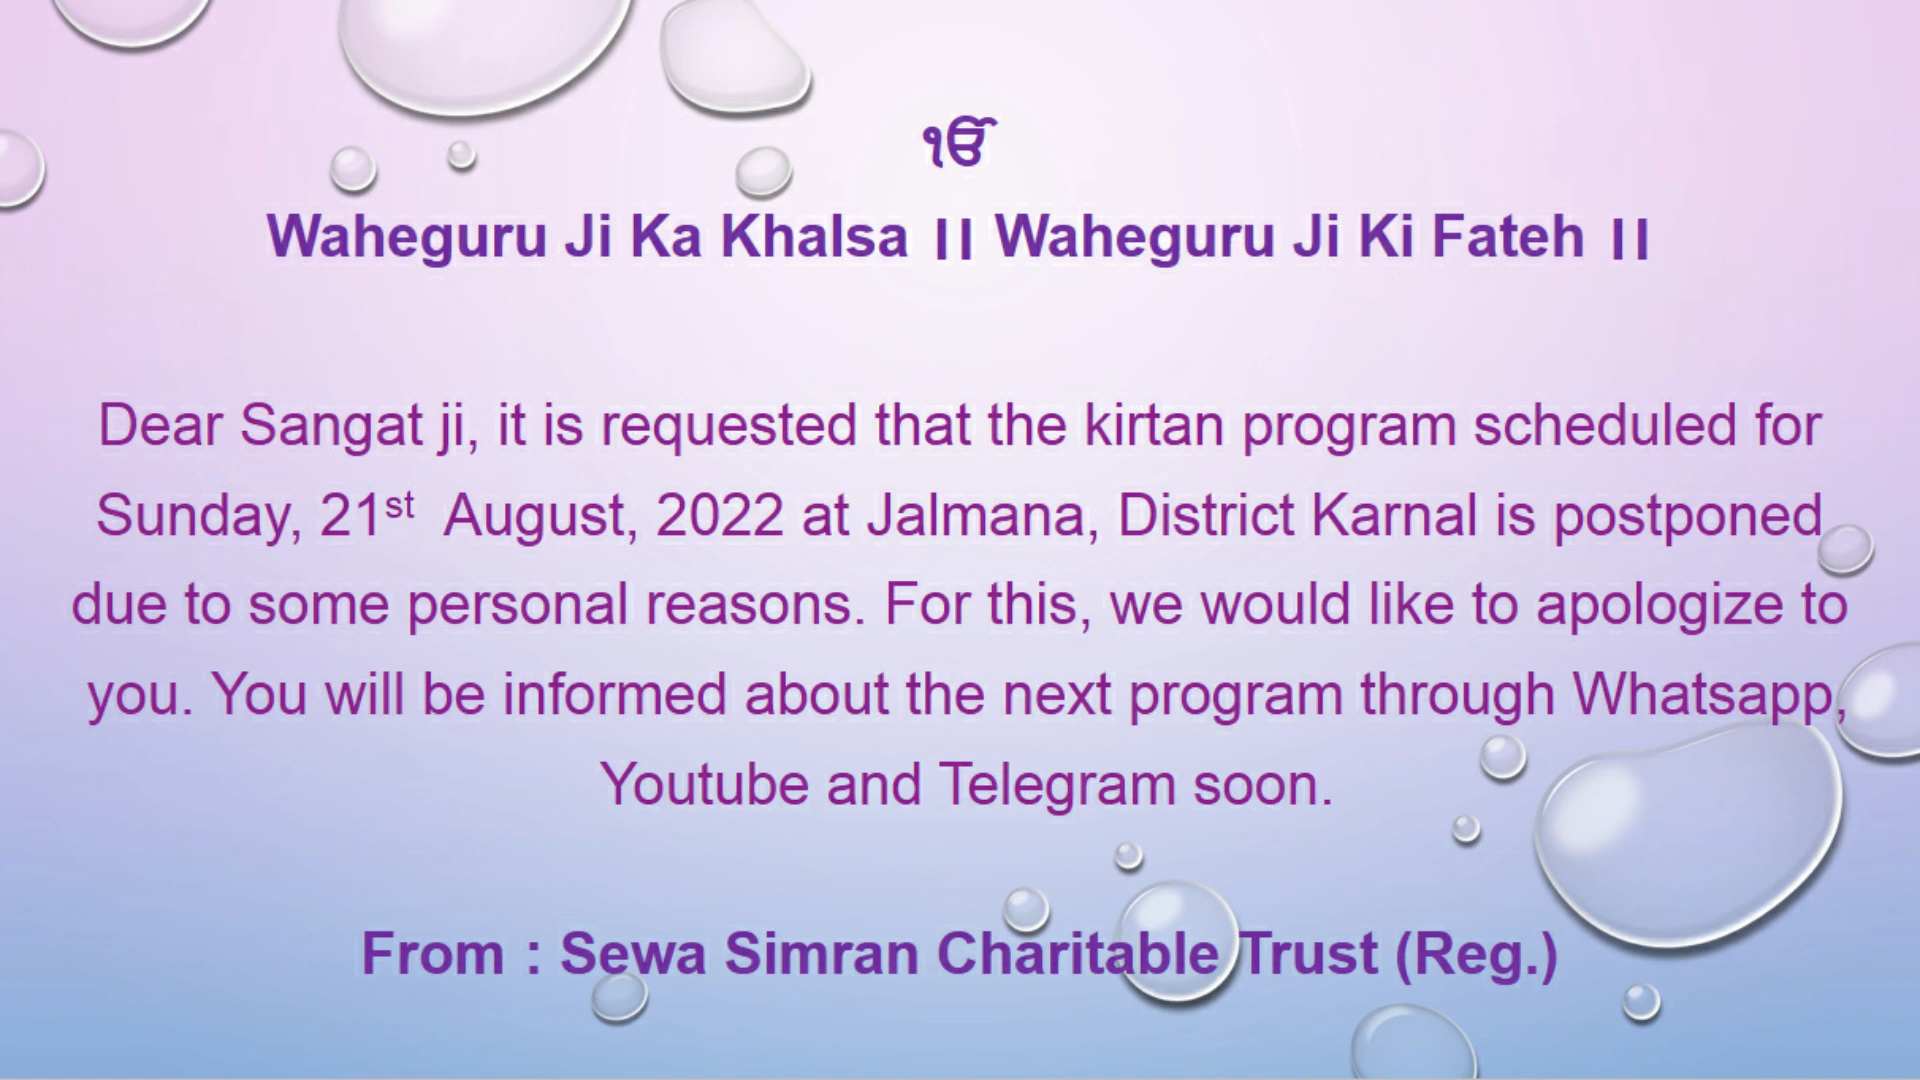 ੴ
Waheguru Ji Ka Khalsa || Waheguru Ji Ki Fateh ||
Dear Sangat ji, it is requested that the kirtan program scheduled for
Sunday, 21st August, 2022 at Jalmana, District Karnal is postponed
due to some personal reasons. For this, we would like to apologize to
you. You will be informed about the next program through Whatsapp,
Youtube and Telegram soon.
From : Sewa Simran Charitable Trust (Reg.)